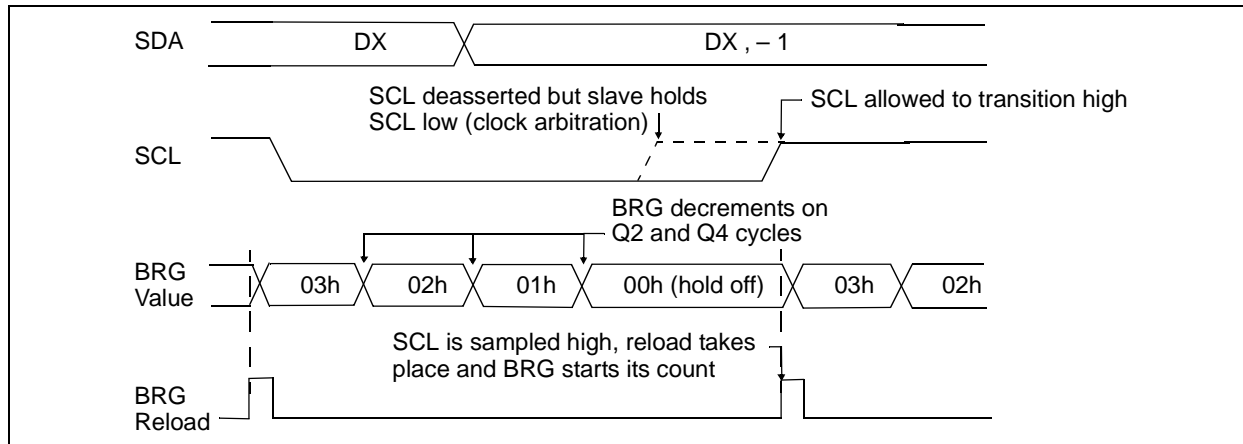 SDA
DX
DX , – 1
SCL deasserted but slave holds
SCL low (clock arbitration)
SCL allowed to transition high
SCL
BRG decrements on
Q2 and Q4 cycles
BRG
Value
03h
02h
01h
00h (hold off)
03h
02h
SCL is sampled high, reload takes
place and BRG starts its count
BRG
Reload